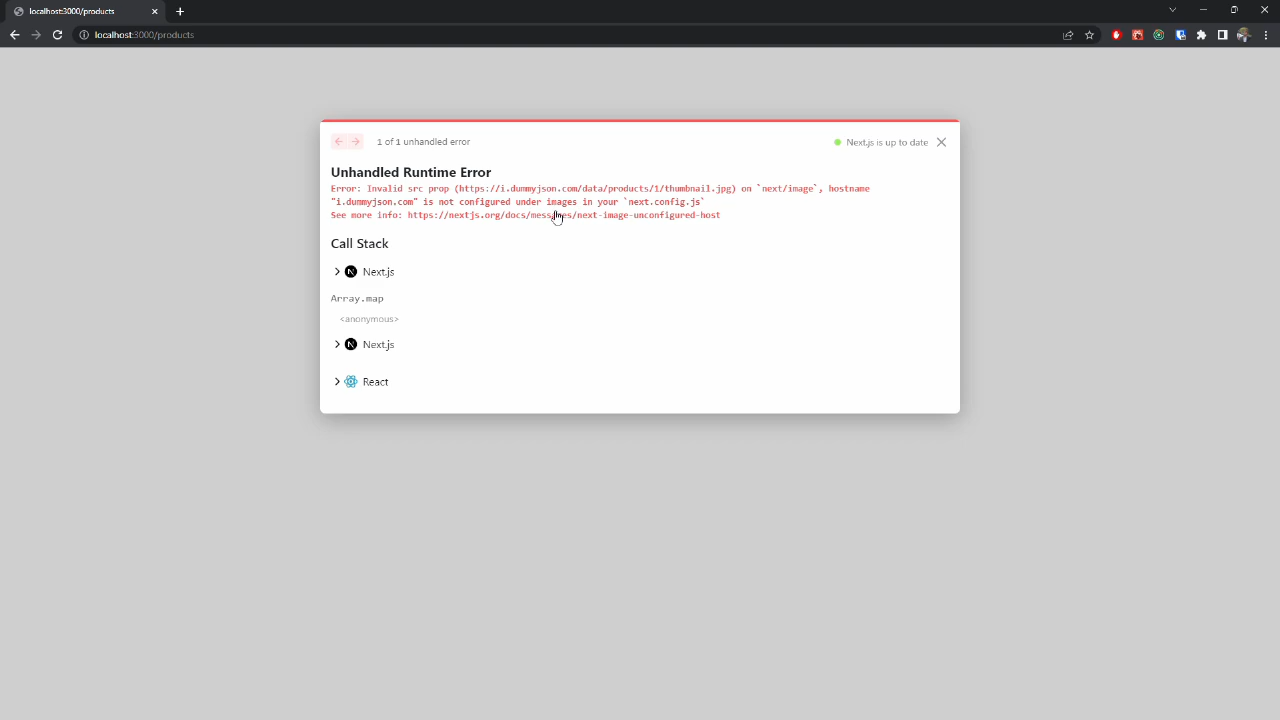 localhost:3000/products
localhost:3000/products
1 of 1 unhandled error
Next.js is up to date
Unhandled Runtime Error
Error: Invalid src prop (https://i.dummyjson.com/data/products/1/thumbnail.jpg) on `next/image`, hostname
"i.dummyjson.com" is not configured under images in your `next.config.js`
See more info: https://nextjs.org/docs/messages/next-image-unconfigured-host
Call Stack
Next.js
Array.map
<anonymous>
Next.js
React